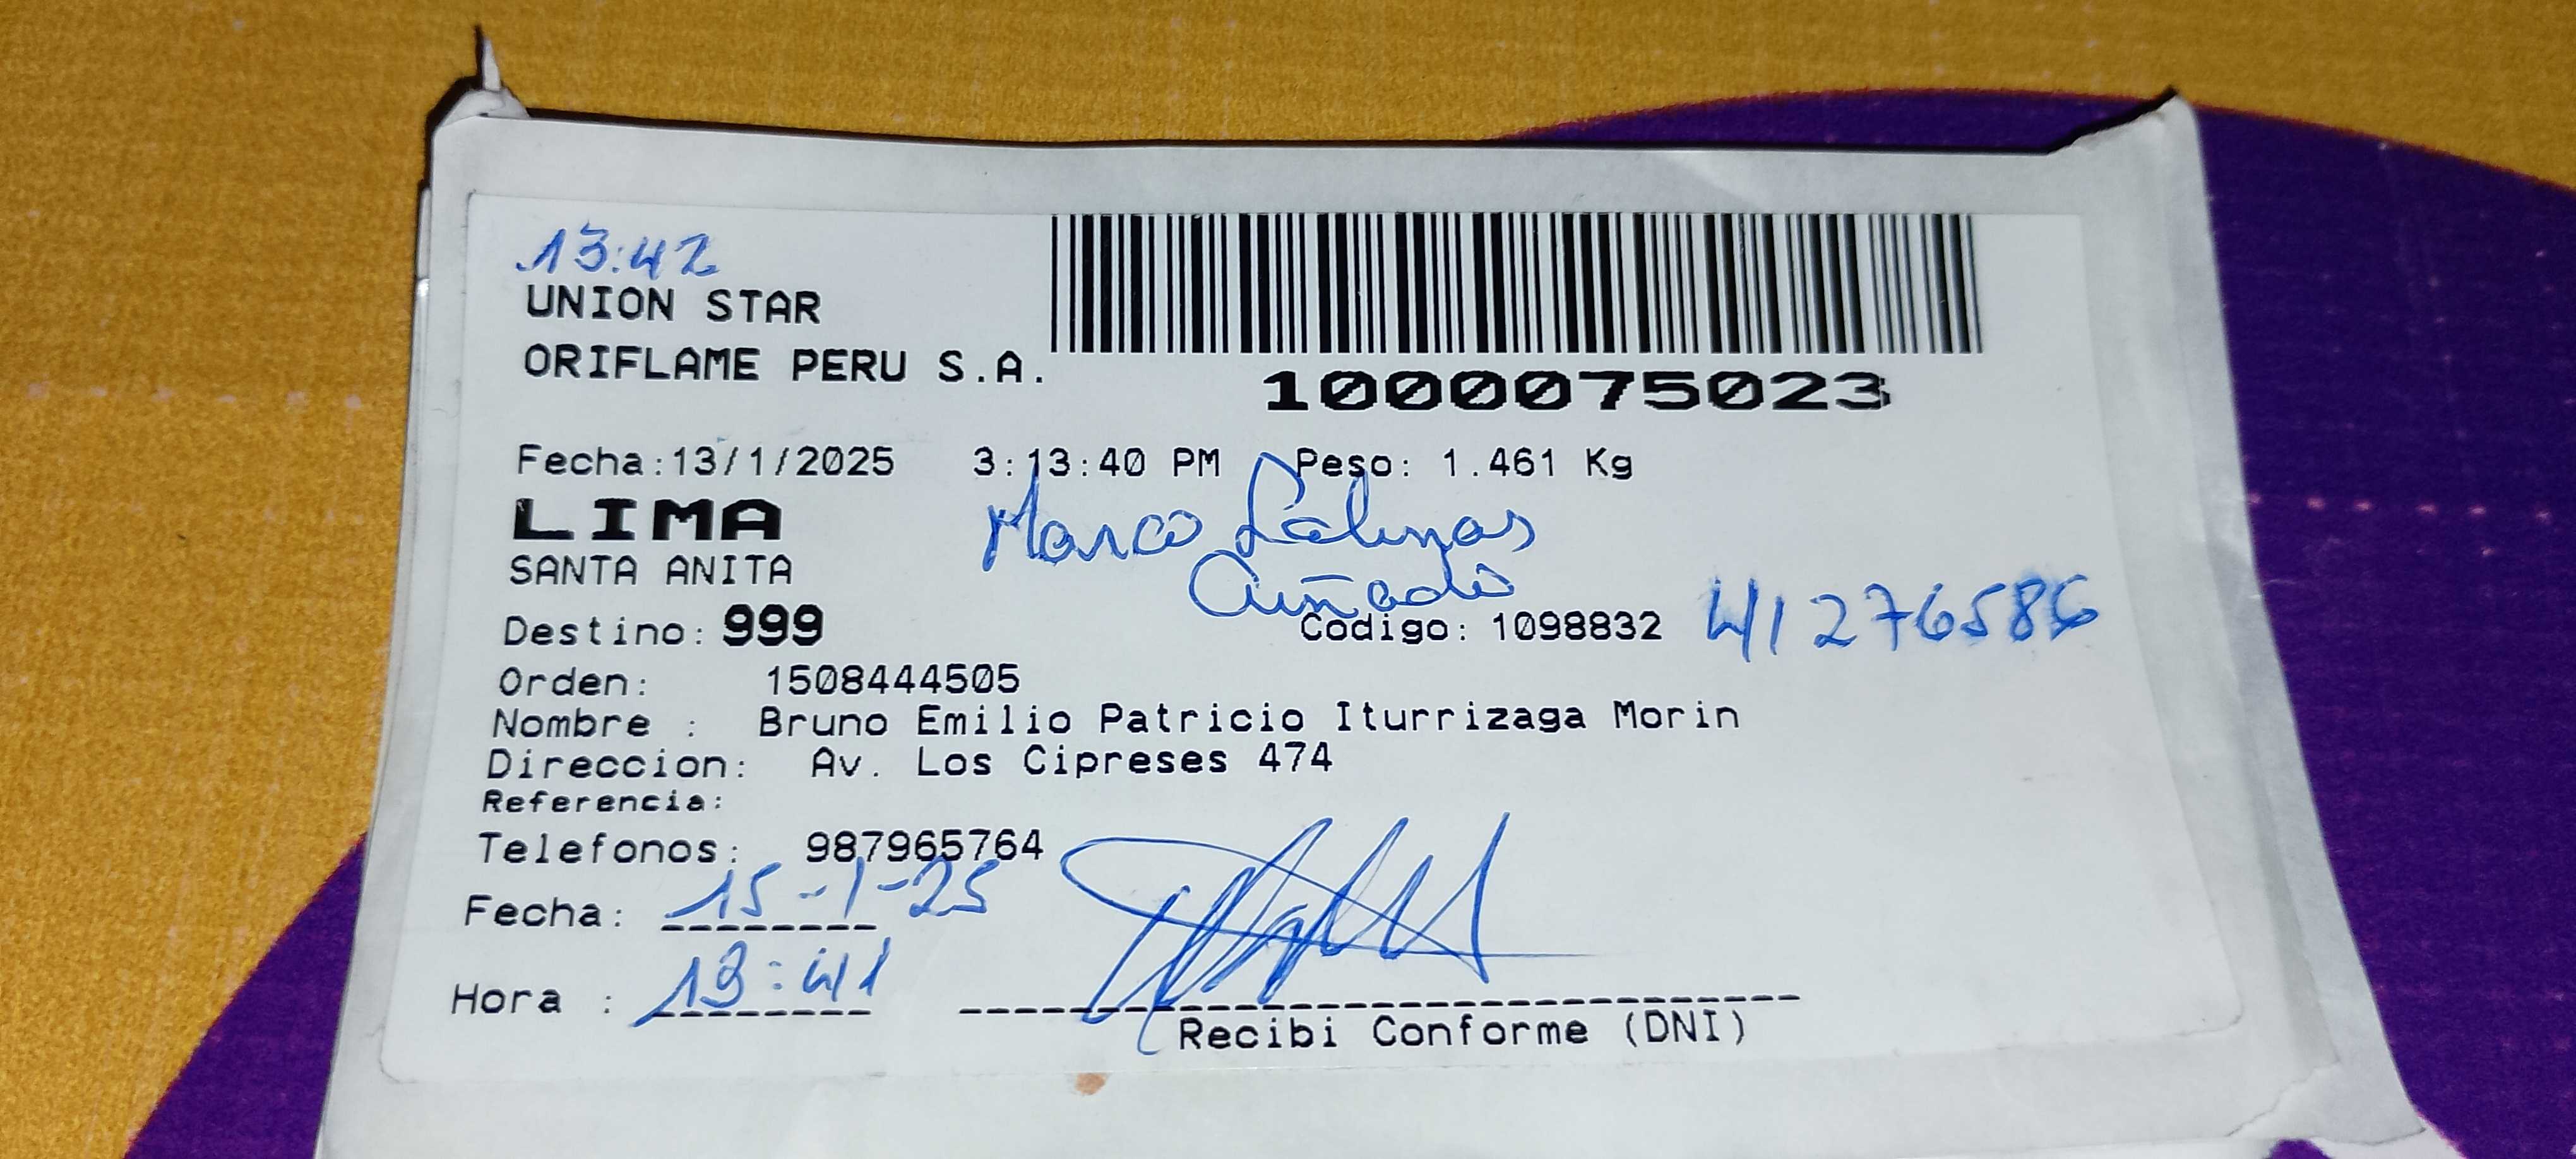 13:42
UNION STAR
ORIFLAME PERU S.A.
1000075023
Fecha:13/1/2025 3:13:40 PM Peso: 1.461 Kg
LIMA
Marco Salinas
SANTA ANITA
Cuñado
Destino: 999 Codigo: 1098832 41276586
Orden: 1508444505
Nombre : Bruno Emilio Patricio Iturrizaga Morin
Direccion: Av. Los Cipreses 474
Referencia:
Telefonos: 987965764
Fecha: 15-1-25
Hora : 13:41
Recibi Conforme (DNI)